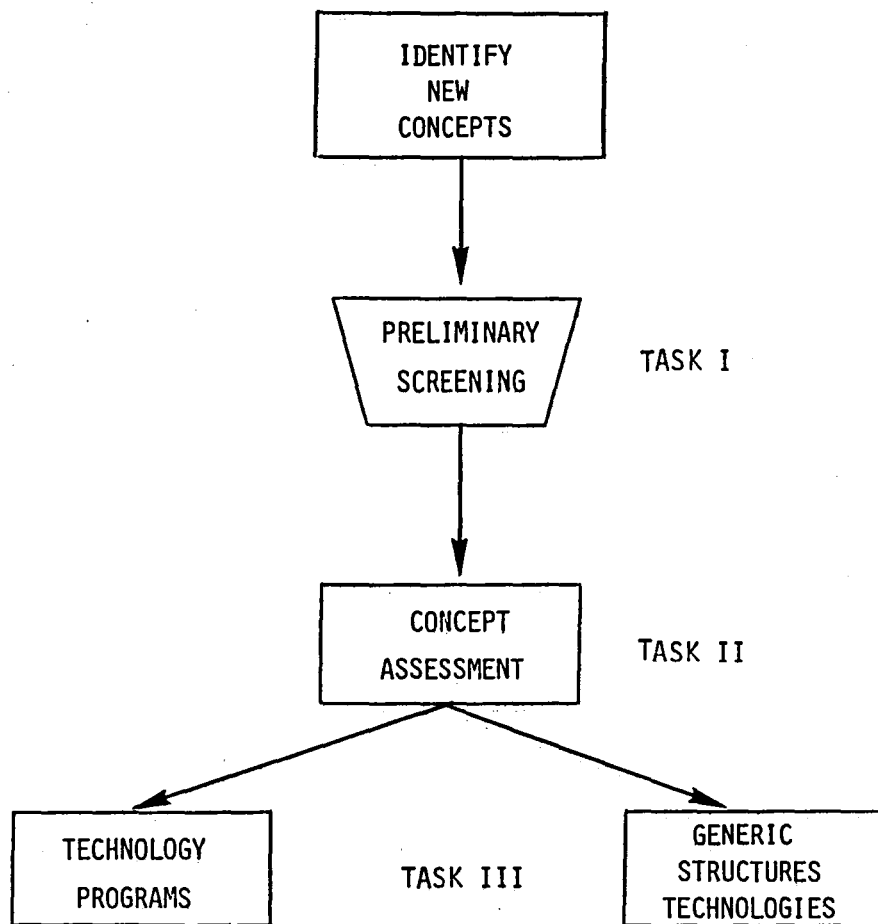 IDENTIFY
NEW
CONCEPTS
PRELIMINARY
SCREENING
TASK I
CONCEPT
ASSESSMENT
TASK II
TECHNOLOGY
PROGRAMS
TASK III
GENERIC
STRUCTURES
TECHNOLOGIES